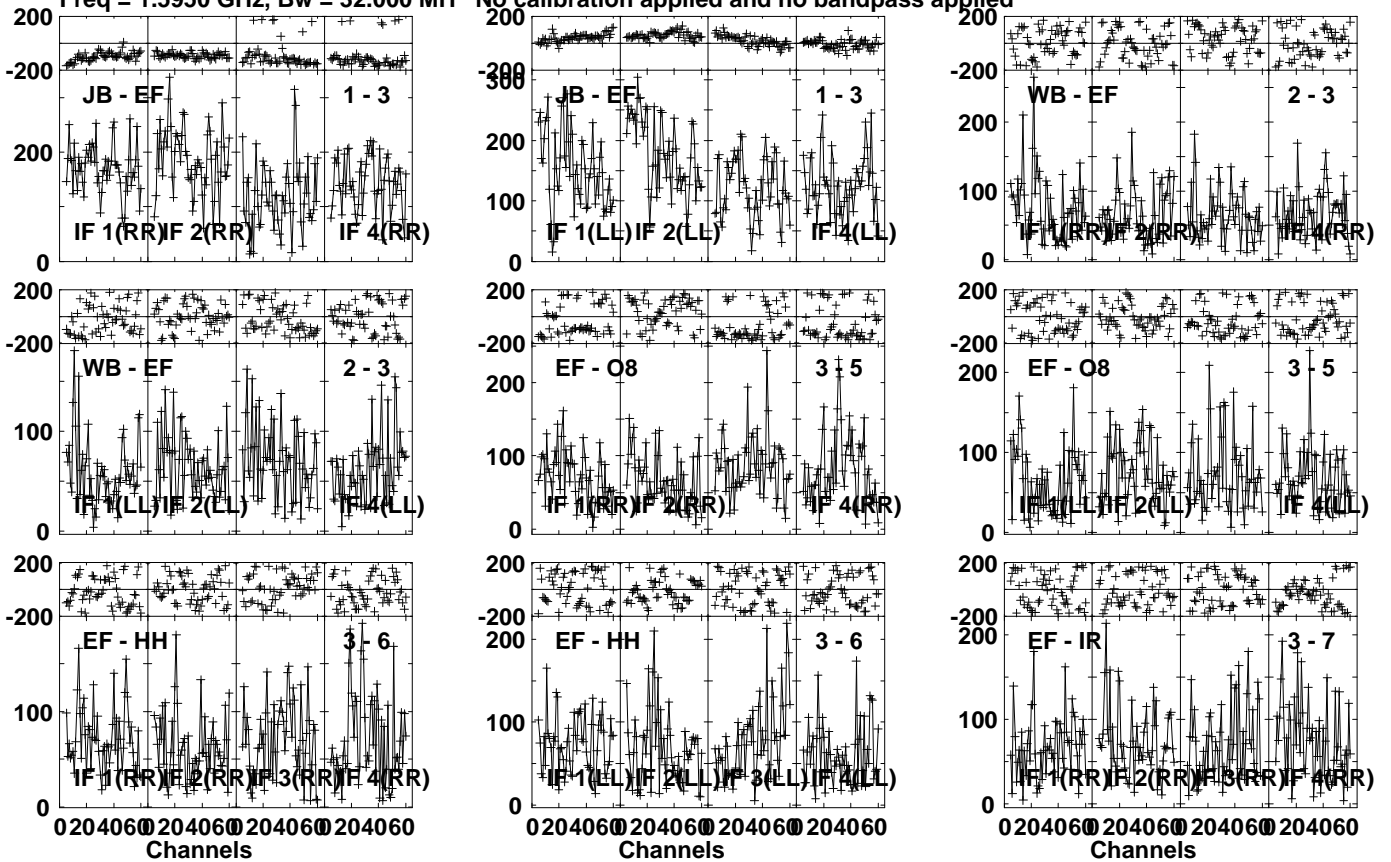 Freq = 1.5950 GHz, Bw = 32.000 MH No calibration applied and no bandpass applied
200
-200
JB - EF 1 - 3
200
IF 1(RR) IF 2(RR) IF 4(RR)
0
200
-200
300
JB - EF 1 - 3
200
100
IF 1(LL) IF 2(LL) IF 4(LL)
0
200
-200
WB - EF 2 - 3
200
100
IF 1(RR) IF 2(RR) IF 4(RR)
0
200
-200
WB - EF 2 - 3
100
IF 1(LL) IF 2(LL) IF 4(LL)
0
200
-200
EF - O8 3 - 5
200
100
IF 1(RR) IF 2(RR) IF 4(RR)
0
200
-200
EF - O8 3 - 5
200
100
IF 1(LL) IF 2(LL) IF 4(LL)
0
200
-200
EF - HH 3 - 6
100
IF 1(RR) IF 2(RR) IF 3(RR) IF 4(RR)
0
0 20 40 60 0 20 40 60 0 20 40 60 0 20 40 60
Channels
200
-200
200
EF - HH 3 - 6
100
IF 1(LL) IF 2(LL) IF 3(LL) IF 4(LL)
0
0 20 40 60 0 20 40 60 0 20 40 60 0 20 40 60
Channels
200
-200
200
EF - IR 3 - 7
100
IF 1(RR) IF 2(RR) IF 3(RR) IF 4(RR)
0
0 20 40 60 0 20 40 60 0 20 40 60 0 20 40 60
Channels